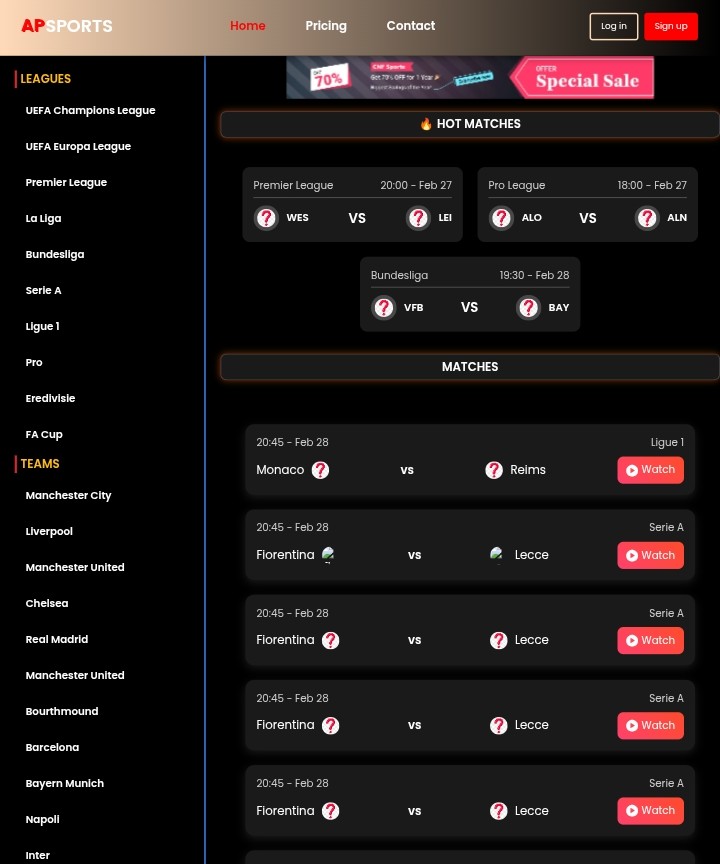 APSPORTS
Home
Pricing
Contact
Log in
Sign up
LEAGUES
UEFA Champions League
UEFA Europa League
Premier League
La Liga
Bundesliga
Serie A
Ligue 1
Pro
Eredivisie
FA Cup
TEAMS
Manchester City
Liverpool
Manchester United
Chelsea
Real Madrid
Manchester United
Bourthmound
Barcelona
Bayern Munich
Napoli
Inter
GET
70%
CNF Sports
Get 70% OFF for 1 Year
OFFER
Special Sale
🔥 HOT MATCHES
Premier League 20:00 - Feb 27
WES VS LEI
Pro League 18:00 - Feb 27
ALO VS ALN
Bundesliga 19:30 - Feb 28
VFB VS BAY
MATCHES
20:45 - Feb 28 Ligue 1
Monaco vs Reims Watch
20:45 - Feb 28 Serie A
Fiorentina vs Lecce Watch
20:45 - Feb 28 Serie A
Fiorentina vs Lecce Watch
20:45 - Feb 28 Serie A
Fiorentina vs Lecce Watch
20:45 - Feb 28 Serie A
Fiorentina vs Lecce Watch